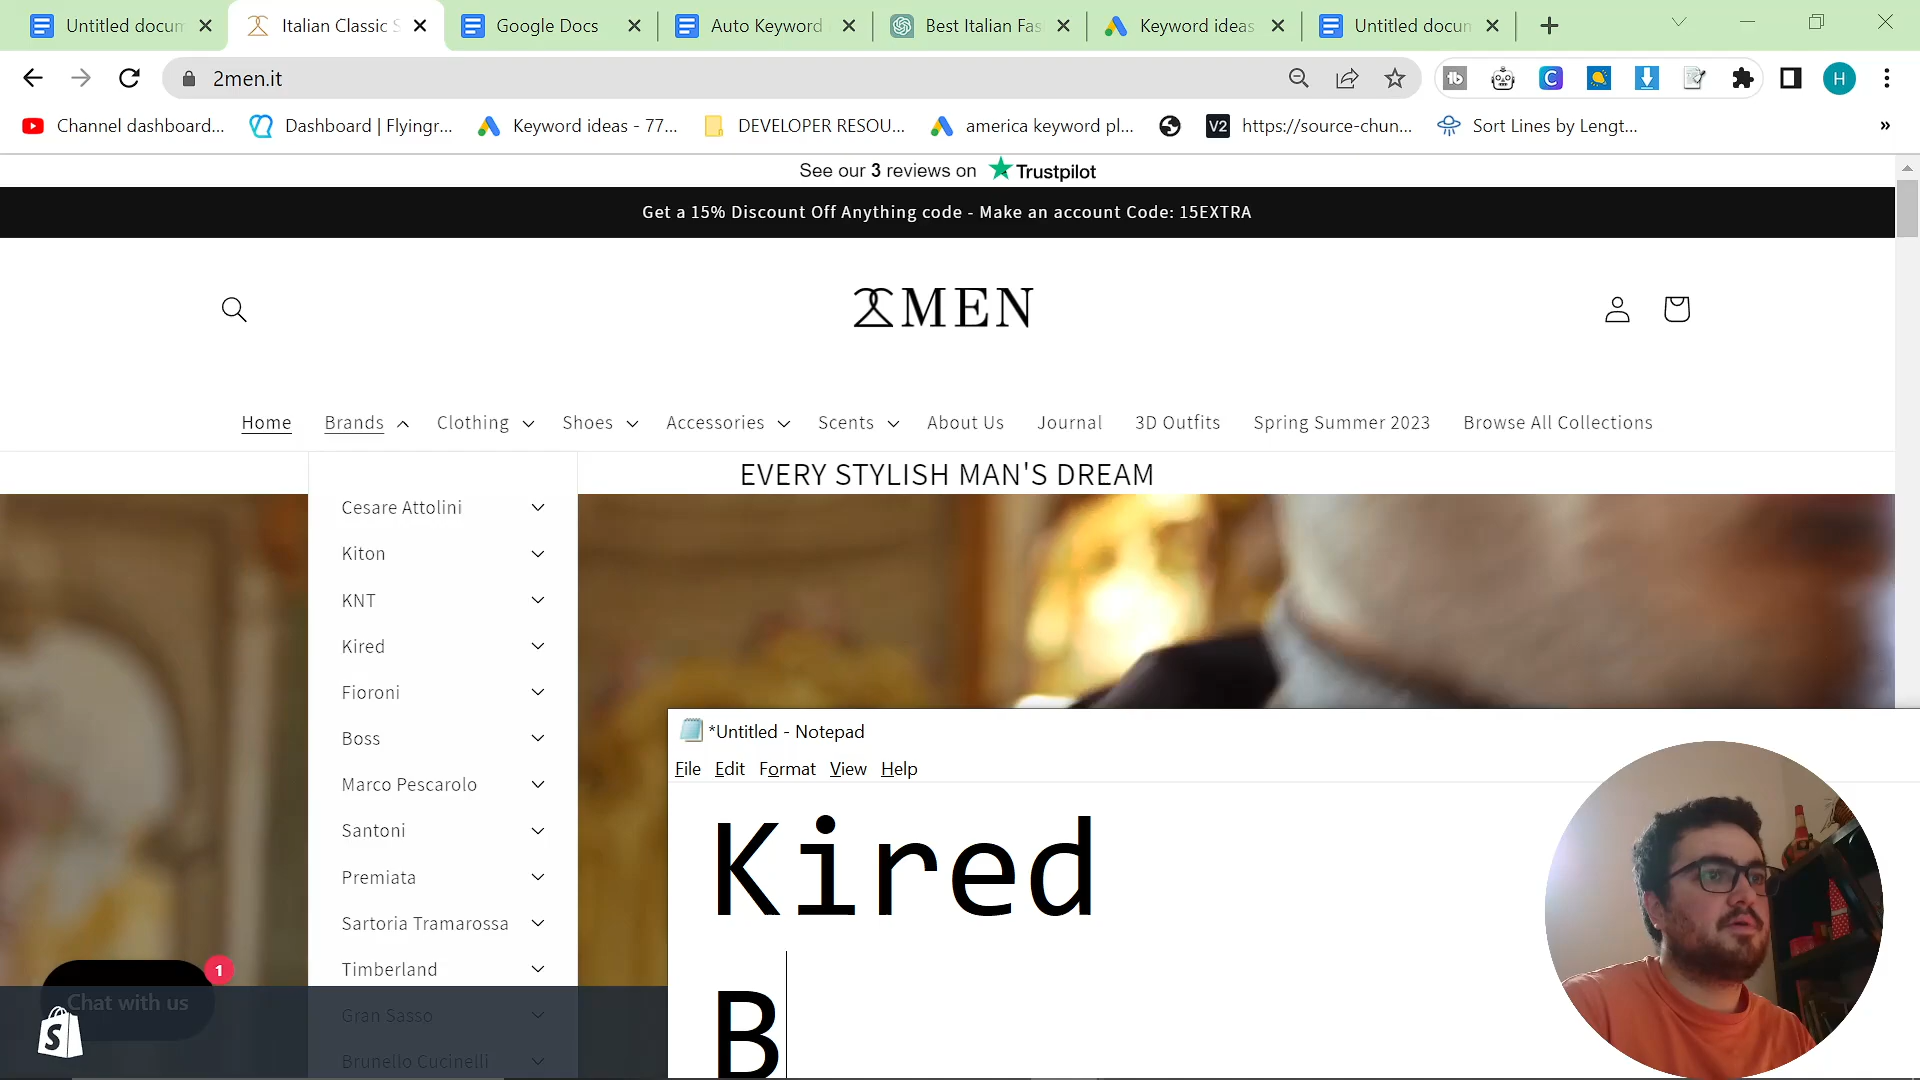 Untitled docum
Italian Classic S
Google Docs
Auto Keyword
Best Italian Fas
Keyword ideas
Untitled docum
2men.it
H
Channel dashboard...
Dashboard | Flyingr...
Keyword ideas - 77...
DEVELOPER RESOU...
america keyword pl...
V2
https://source-chun...
Sort Lines by Lengt...
»
See our 3 reviews on Trustpilot
Get a 15% Discount Off Anything code - Make an account Code: 15EXTRA
2MEN
Home Brands Clothing Shoes Accessories Scents About Us Journal 3D Outfits Spring Summer 2023 Browse All Collections
EVERY STYLISH MAN'S DREAM
Cesare Attolini
Kiton
KNT
Kired
Fioroni
Boss
Marco Pescarolo
Santoni
Premiata
Sartoria Tramarossa
Timberland
Gran Sasso
Brunello Cucinelli
Chat with us
1
*Untitled - Notepad
File Edit Format View Help
Kired
B